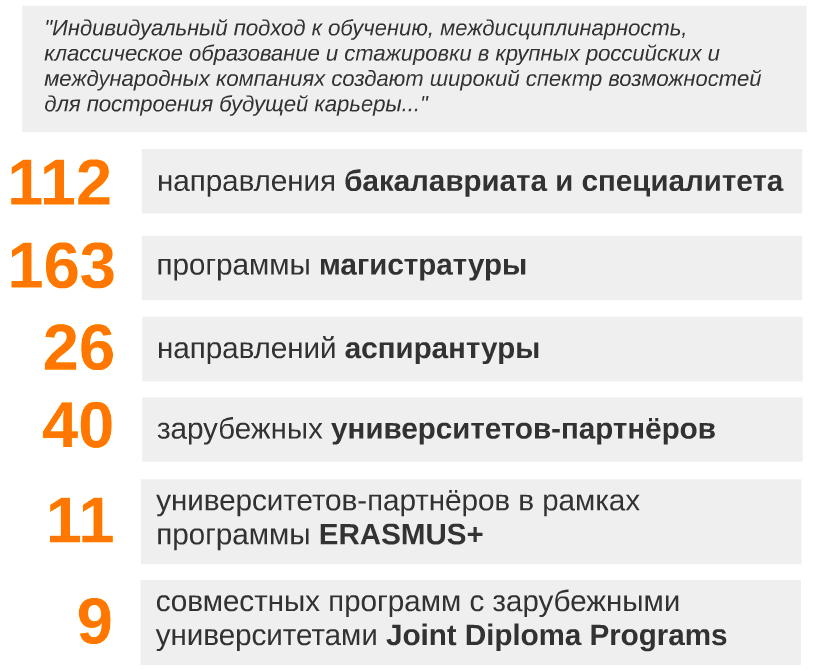 "Индивидуальный подход к обучению, междисциплинарность,
классическое образование и стажировки в крупных российских и
международных компаниях создают широкий спектр возможностей
для построения будущей карьеры..."
112 направления бакалавриата и специалитета
163 программы магистратуры
26 направлений аспирантуры
40 зарубежных университетов-партнёров
11 университетов-партнёров в рамках
программы ERASMUS+
9 совместных программ с зарубежными
университетами Joint Diploma Programs